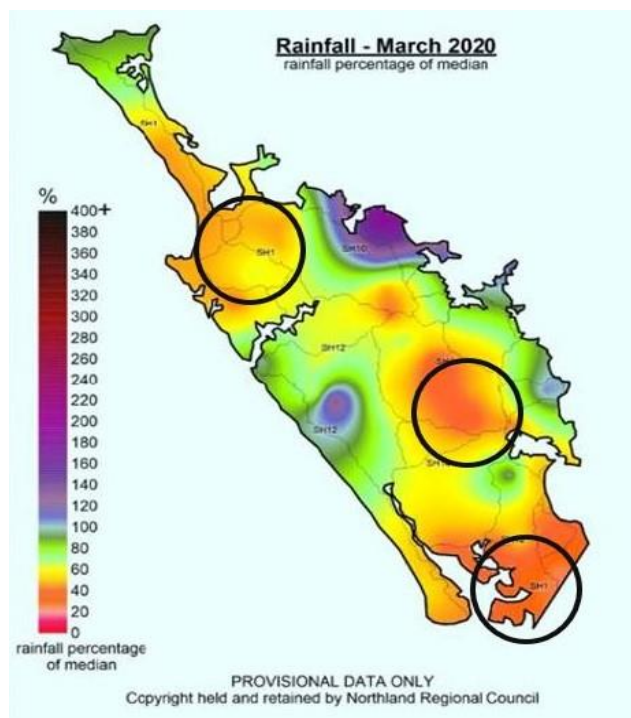 Rainfall - March 2020
rainfall percentage of median
SH1
%
400+
380
360
340
320
300
280
260
240
220
200
180
160
140
120
100
80
60
40
20
0
rainfall percentage
of median
SH10
SH1
SH12
SH12
SH1
PROVISIONAL DATA ONLY
Copyright held and retained by Northland Regional Council